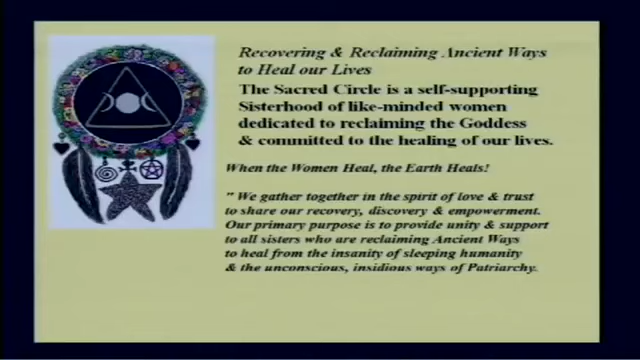 Recovering & Reclaiming Ancient Ways
to Heal our Lives
The Sacred Circle is a self-supporting
Sisterhood of like-minded women
dedicated to reclaiming the Goddess
& committed to the healing of our lives.
When the Women Heal, the Earth Heals!
" We gather together in the spirit of love & trust
to share our recovery, discovery & empowerment.
Our primary purpose is to provide unity & support
to all sisters who are reclaiming Ancient Ways
to heal from the insanity of sleeping humanity
& the unconscious, insidious ways of Patriarchy.